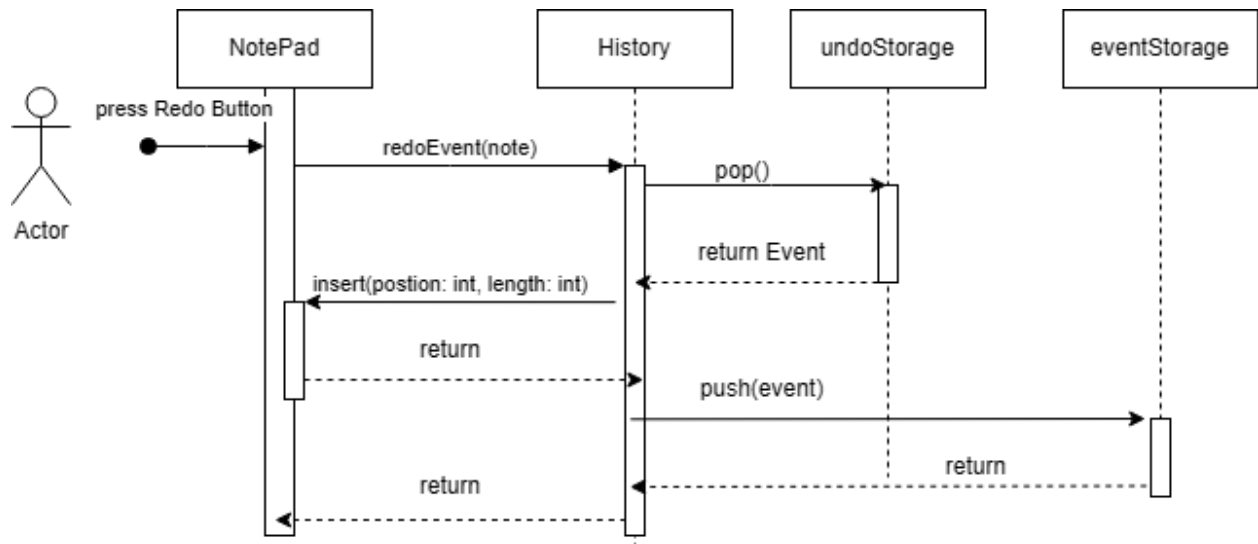 NotePad
History
undoStorage
eventStorage
press Redo Button
redoEvent(note)
pop()
Actor
return Event
insert(postion: int, length: int)
return
push(event)
return
return